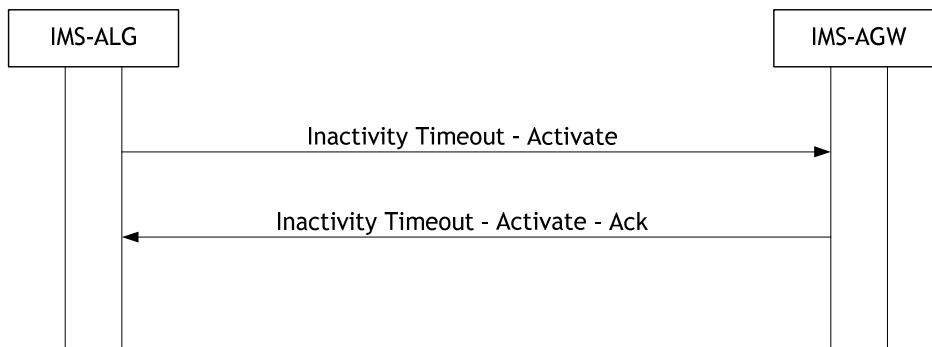 IMS-ALG
IMS-AGW
Inactivity Timeout - Activate
Inactivity Timeout - Activate - Ack